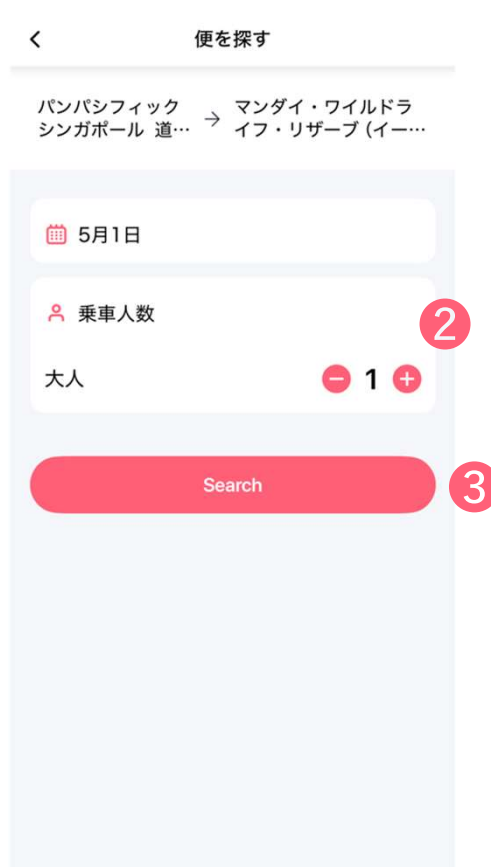 便を探す
パンパシフィック
シンガポール 道…
→
マンダイ・ワイルドラ
イフ・リザーブ (イー…
5月1日
乗車人数
2
大人
1
Search
3